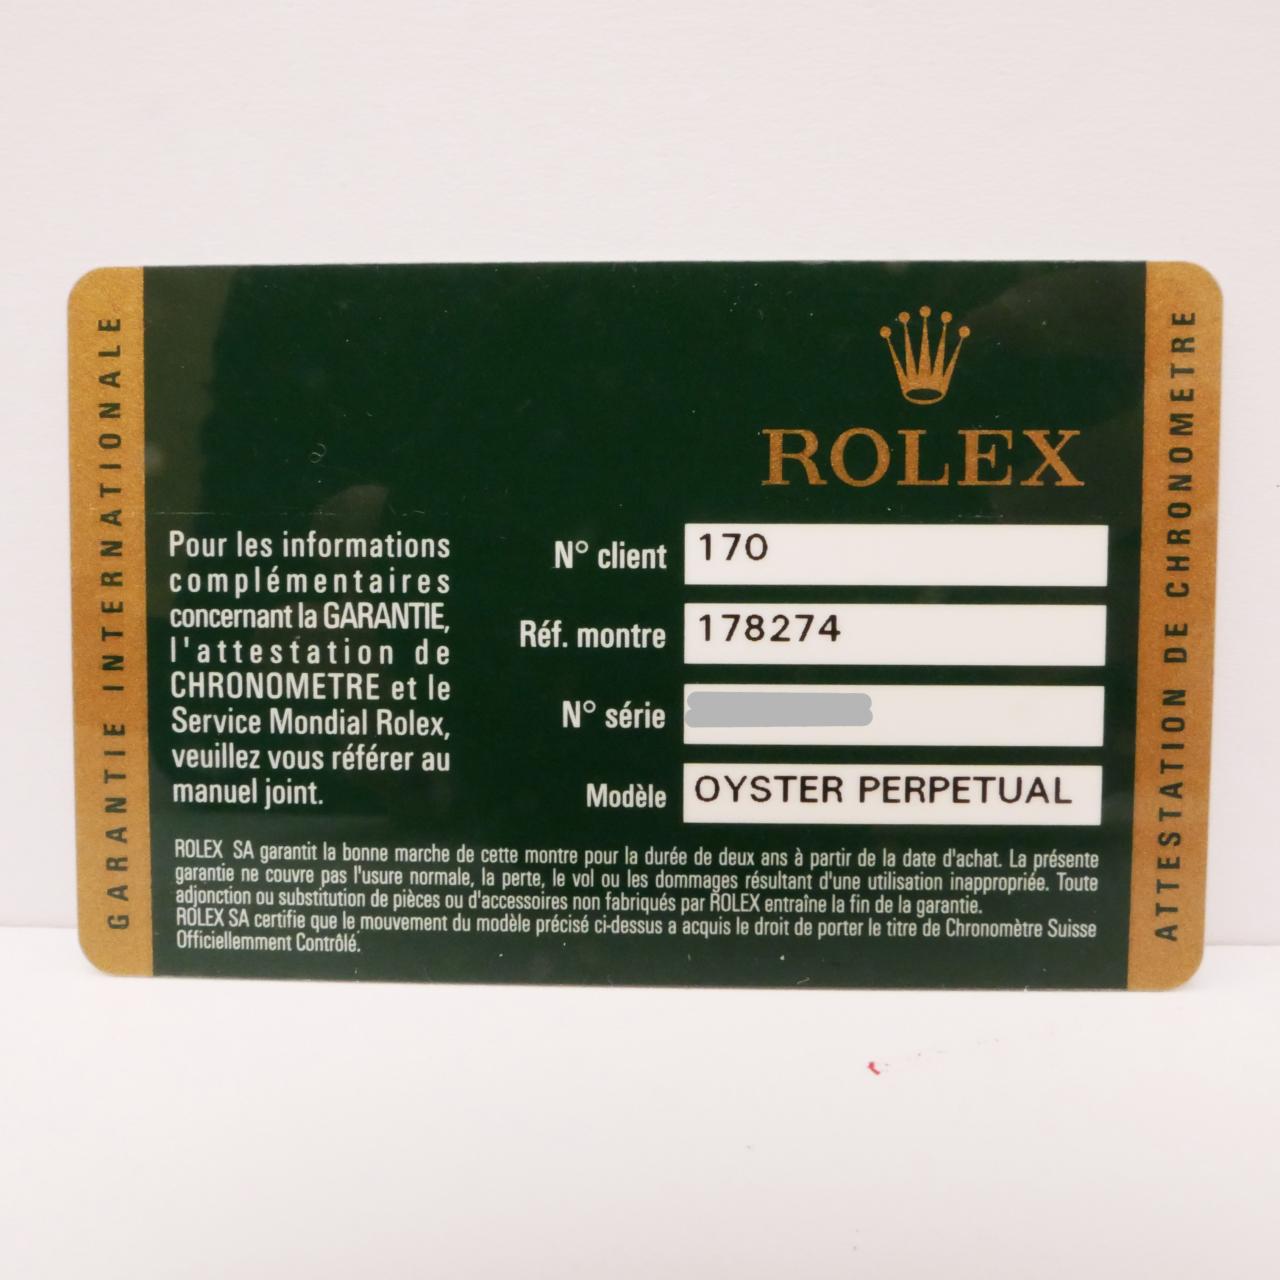 GARANTIE INTERNATIONALE
ROLEX
Pour les informations
complémentaires
concernant la GARANTIE,
l'attestation de
CHRONOMETRE et le
Service Mondial Rolex,
veuillez vous référer au
manuel joint.
N° client 170
Réf. montre 178274
N° série
Modèle OYSTER PERPETUAL
ROLEX SA garantit la bonne marche de cette montre pour la durée de deux ans à partir de la date d'achat. La présente
garantie ne couvre pas l'usure normale, la perte, le vol ou les dommages résultant d'une utilisation inappropriée. Toute
adjonction ou substitution de pièces ou d'accessoires non fabriqués par ROLEX entraîne la fin de la garantie.
ROLEX SA certifie que le mouvement du modèle précisé ci-dessus a acquis le droit de porter le titre de Chronomètre Suisse
Officiellemment Contrôlé.
ATTESTATION DE CHRONOMETRE